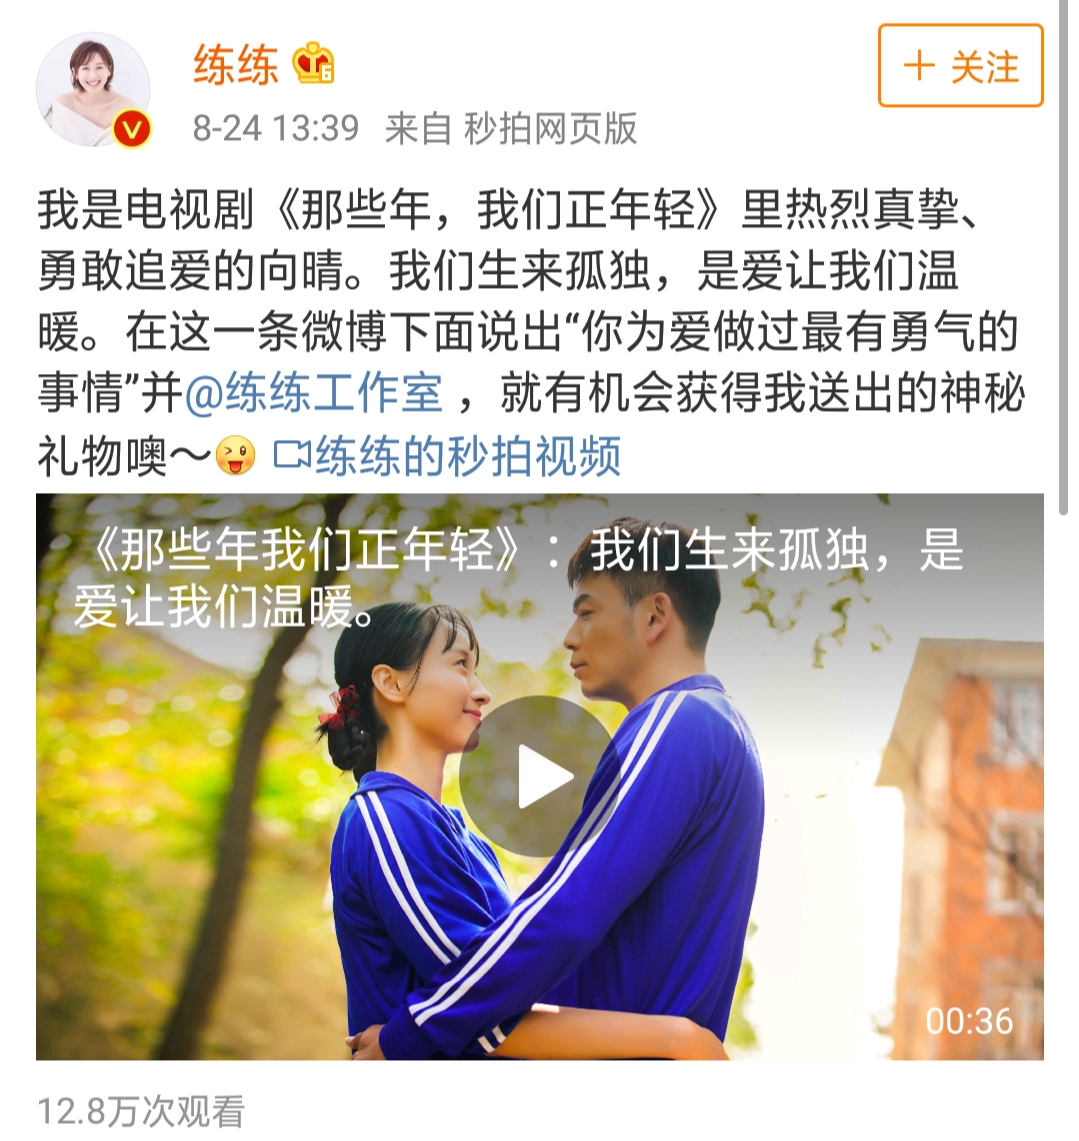 练练
6
V
+ 关注
8-24 13:39 来自 秒拍网页版
我是电视剧《那些年，我们正年轻》里热烈真挚、
勇敢追爱的向晴。我们生来孤独，是爱让我们温
暖。在这一条微博下面说出“你为爱做过最有勇气的
事情”并@练练工作室 ，就有机会获得我送出的神秘
礼物噢～ 练练的秒拍视频
《那些年我们正年轻》：我们生来孤独，是
爱让我们温暖。
00:36
12.8万次观看